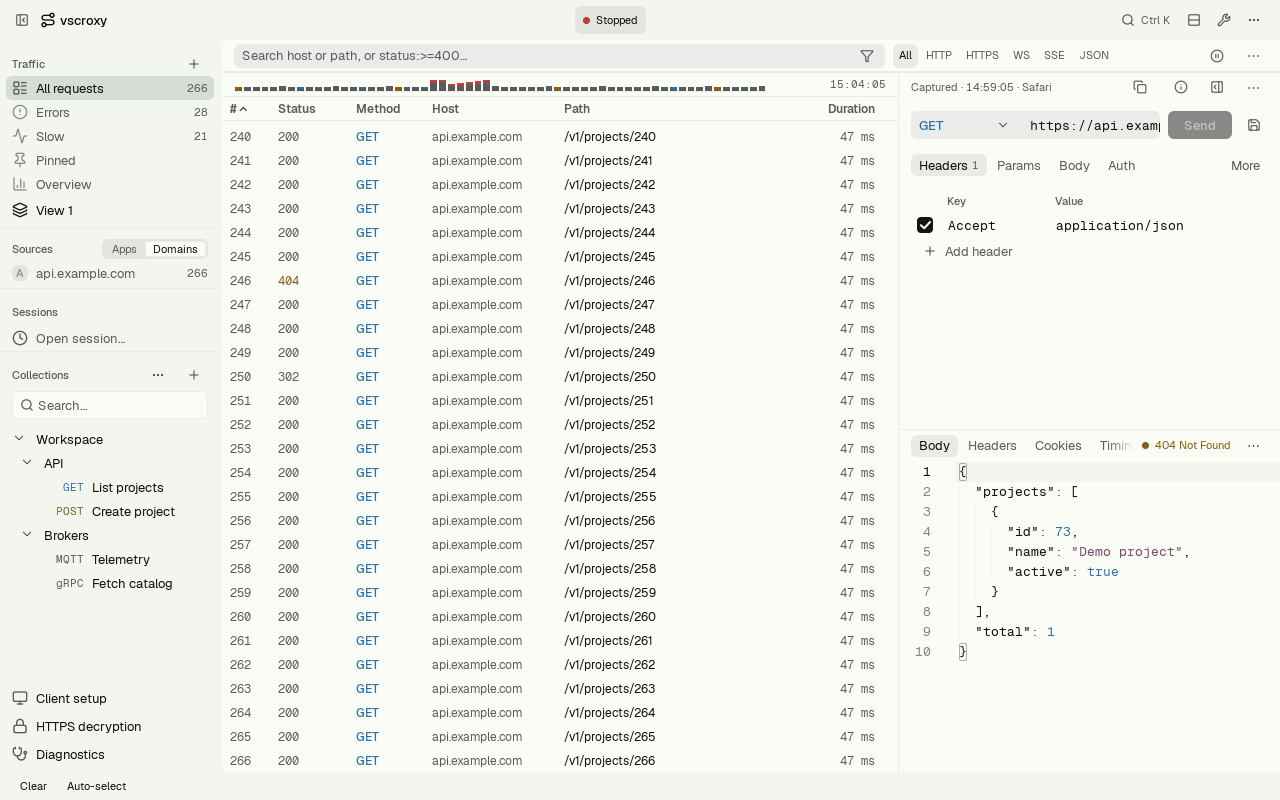 vscroxy
Stopped
Ctrl K
Traffic
All requests 266
Errors 28
Slow 21
Pinned
Overview
View 1
Sources Apps Domains
A api.example.com 266
Sessions
Open session...
Collections
Search...
Workspace
API
GET List projects
POST Create project
Brokers
MQTT Telemetry
gRPC Fetch catalog
Client setup
HTTPS decryption
Diagnostics
Clear Auto-select
Search host or path, or status:>=400...
All HTTP HTTPS WS SSE JSON
15:04:05
# Status Method Host Path Duration
240 200 GET api.example.com /v1/projects/240 47 ms
241 200 GET api.example.com /v1/projects/241 47 ms
242 200 GET api.example.com /v1/projects/242 47 ms
243 200 GET api.example.com /v1/projects/243 47 ms
244 200 GET api.example.com /v1/projects/244 47 ms
245 200 GET api.example.com /v1/projects/245 47 ms
246 404 GET api.example.com /v1/projects/246 47 ms
247 200 GET api.example.com /v1/projects/247 47 ms
248 200 GET api.example.com /v1/projects/248 47 ms
249 200 GET api.example.com /v1/projects/249 47 ms
250 302 GET api.example.com /v1/projects/250 47 ms
251 200 GET api.example.com /v1/projects/251 47 ms
252 200 GET api.example.com /v1/projects/252 47 ms
253 200 GET api.example.com /v1/projects/253 47 ms
254 200 GET api.example.com /v1/projects/254 47 ms
255 200 GET api.example.com /v1/projects/255 47 ms
256 200 GET api.example.com /v1/projects/256 47 ms
257 200 GET api.example.com /v1/projects/257 47 ms
258 200 GET api.example.com /v1/projects/258 47 ms
259 200 GET api.example.com /v1/projects/259 47 ms
260 200 GET api.example.com /v1/projects/260 47 ms
261 200 GET api.example.com /v1/projects/261 47 ms
262 200 GET api.example.com /v1/projects/262 47 ms
263 200 GET api.example.com /v1/projects/263 47 ms
264 200 GET api.example.com /v1/projects/264 47 ms
265 200 GET api.example.com /v1/projects/265 47 ms
266 200 GET api.example.com /v1/projects/266 47 ms
Captured · 14:59:05 · Safari
GET https://api.examp Send
Headers 1 Params Body Auth More
Key Value
Accept application/json
Add header
Body Headers Cookies Timin 404 Not Found
1 {
2 "projects": [
3 {
4 "id": 73,
5 "name": "Demo project",
6 "active": true
7 }
8 ],
9 "total": 1
10 }